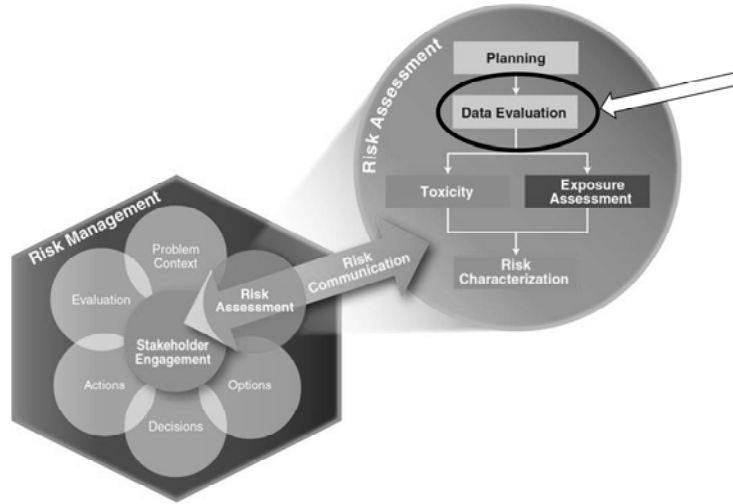 Risk Assessment
Planning
Data Evaluation
Toxicity
Exposure
Assessment
Risk
Characterization
Risk Management
Problem
Context
Evaluation
Risk
Assessment
Risk
Communication
Stakeholder
Engagement
Actions
Options
Decisions